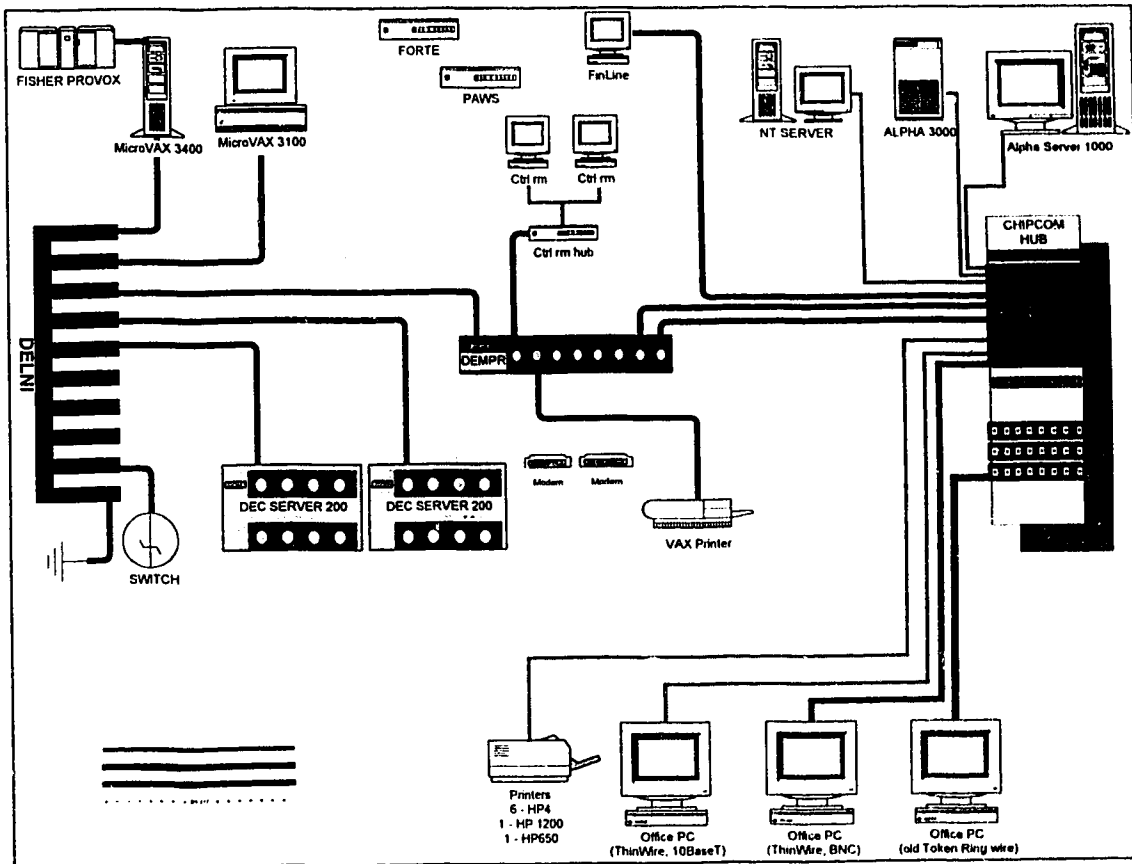 FISHER PROVOX
MicroVAX 3400
MicroVAX 3100
FORTE
PAWS
FinLine
Ctrl rm
Ctrl rm
Ctrl rm hub
NT SERVER
ALPHA 3000
Alpha Server 1000
CHIPCOM
HUB
DELNI
DEMPR
DEC SERVER 200
DEC SERVER 200
Modem
Modem
VAX Printer
SWITCH
Printers
6 - HP4
1 - HP 1200
1 - HP650
Office PC
(ThinWire, 10BaseT)
Office PC
(ThinWire, BNC)
Office PC
(old Token Ring wire)